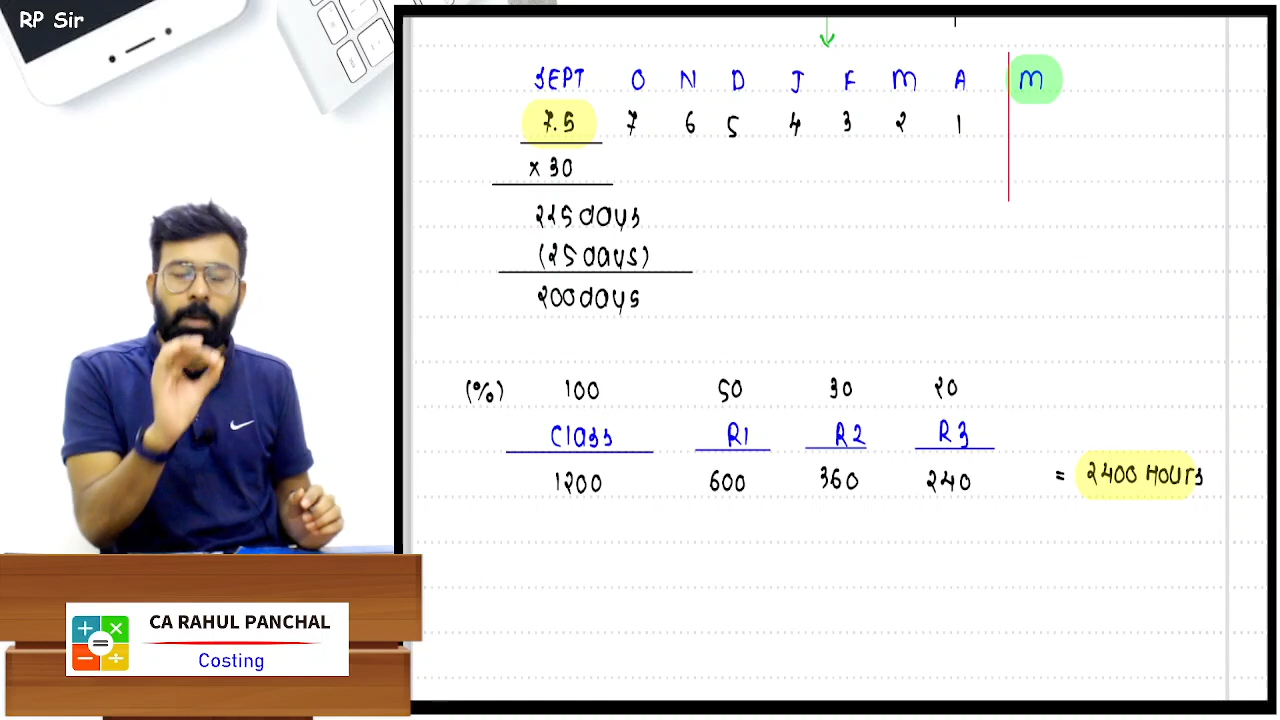 RP Sir
SEPT O N D J F M A M
7.5 7 6 5 4 3 2 1
x 30
225 days
(25 days)
200 days
(%) 100 50 30 20
Class R1 R2 R3
1200 600 360 240 = 2400 HOURS
CA RAHUL PANCHAL
Costing